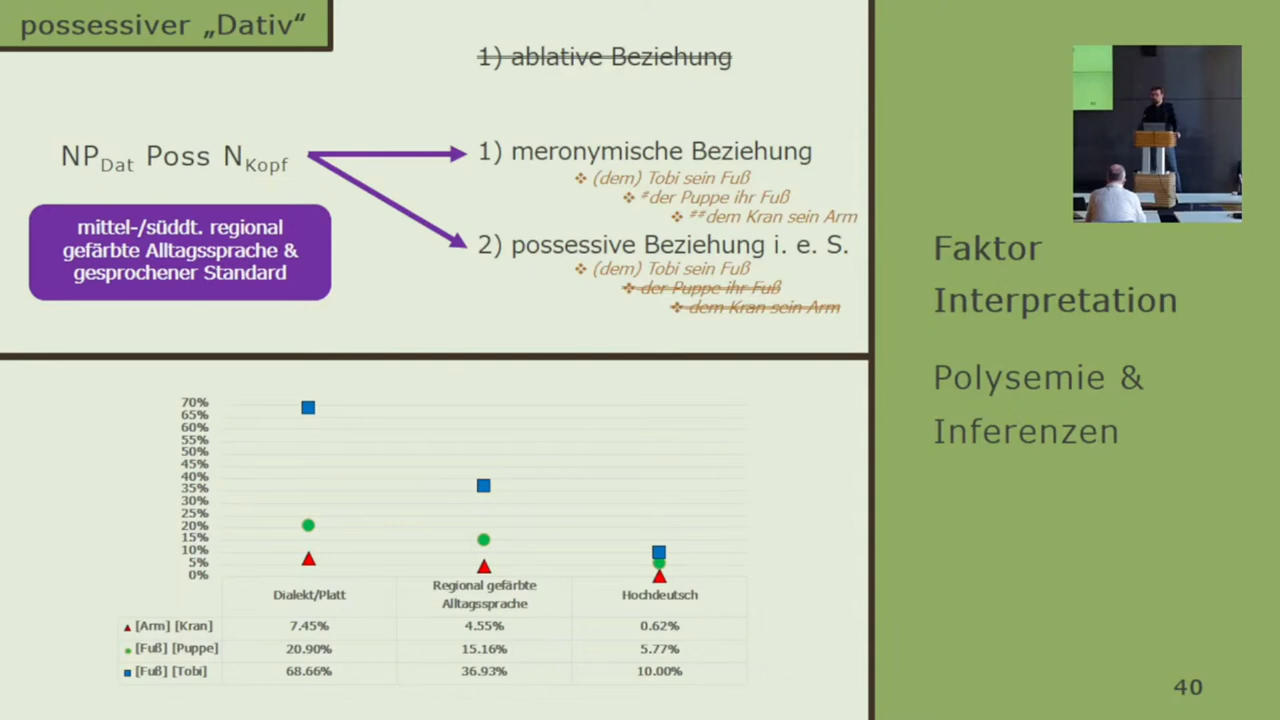 possessiver „Dativ“
1) ablative Beziehung
NP_Dat Poss N_Kopf
1) meronymische Beziehung
❖ (dem) Tobi sein Fuß
❖ #der Puppe ihr Fuß
❖ ##dem Kran sein Arm
mittel-/süddt. regional
gefärbte Alltagssprache &
gesprochener Standard
2) possessive Beziehung i. e. S.
❖ (dem) Tobi sein Fuß
❖ der Puppe ihr Fuß
❖ dem Kran sein Arm
Faktor
Interpretation
Polysemie &
Inferenzen
70%
65%
60%
55%
50%
45%
40%
35%
30%
25%
20%
15%
10%
5%
0%
Dialekt/Platt
Regional gefärbte
Alltagssprache
Hochdeutsch
[Arm] [Kran] 7.45% 4.55% 0.62%
[Fuß] [Puppe] 20.90% 15.16% 5.77%
[Fuß] [Tobi] 68.66% 36.93% 10.00%
40